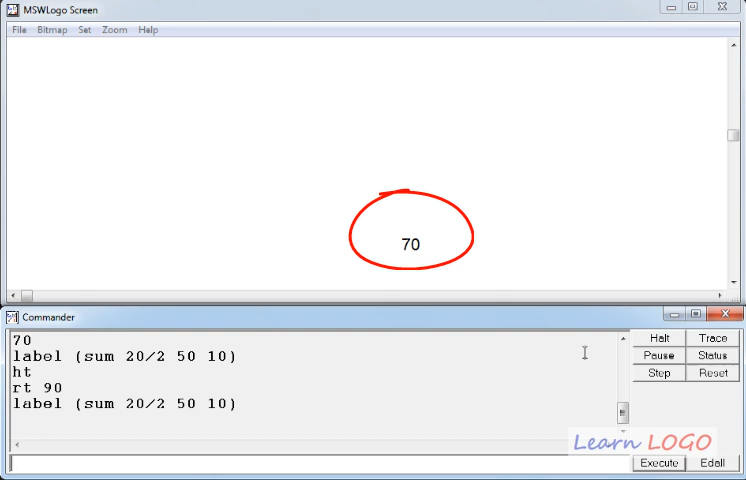 MSWLogo Screen
File Bitmap Set Zoom Help
70
Commander
70
label (sum 20/2 50 10)
ht
rt 90
label (sum 20/2 50 10)
Halt Trace
Pause Status
Step Reset
Learn LOGO
Execute Edall